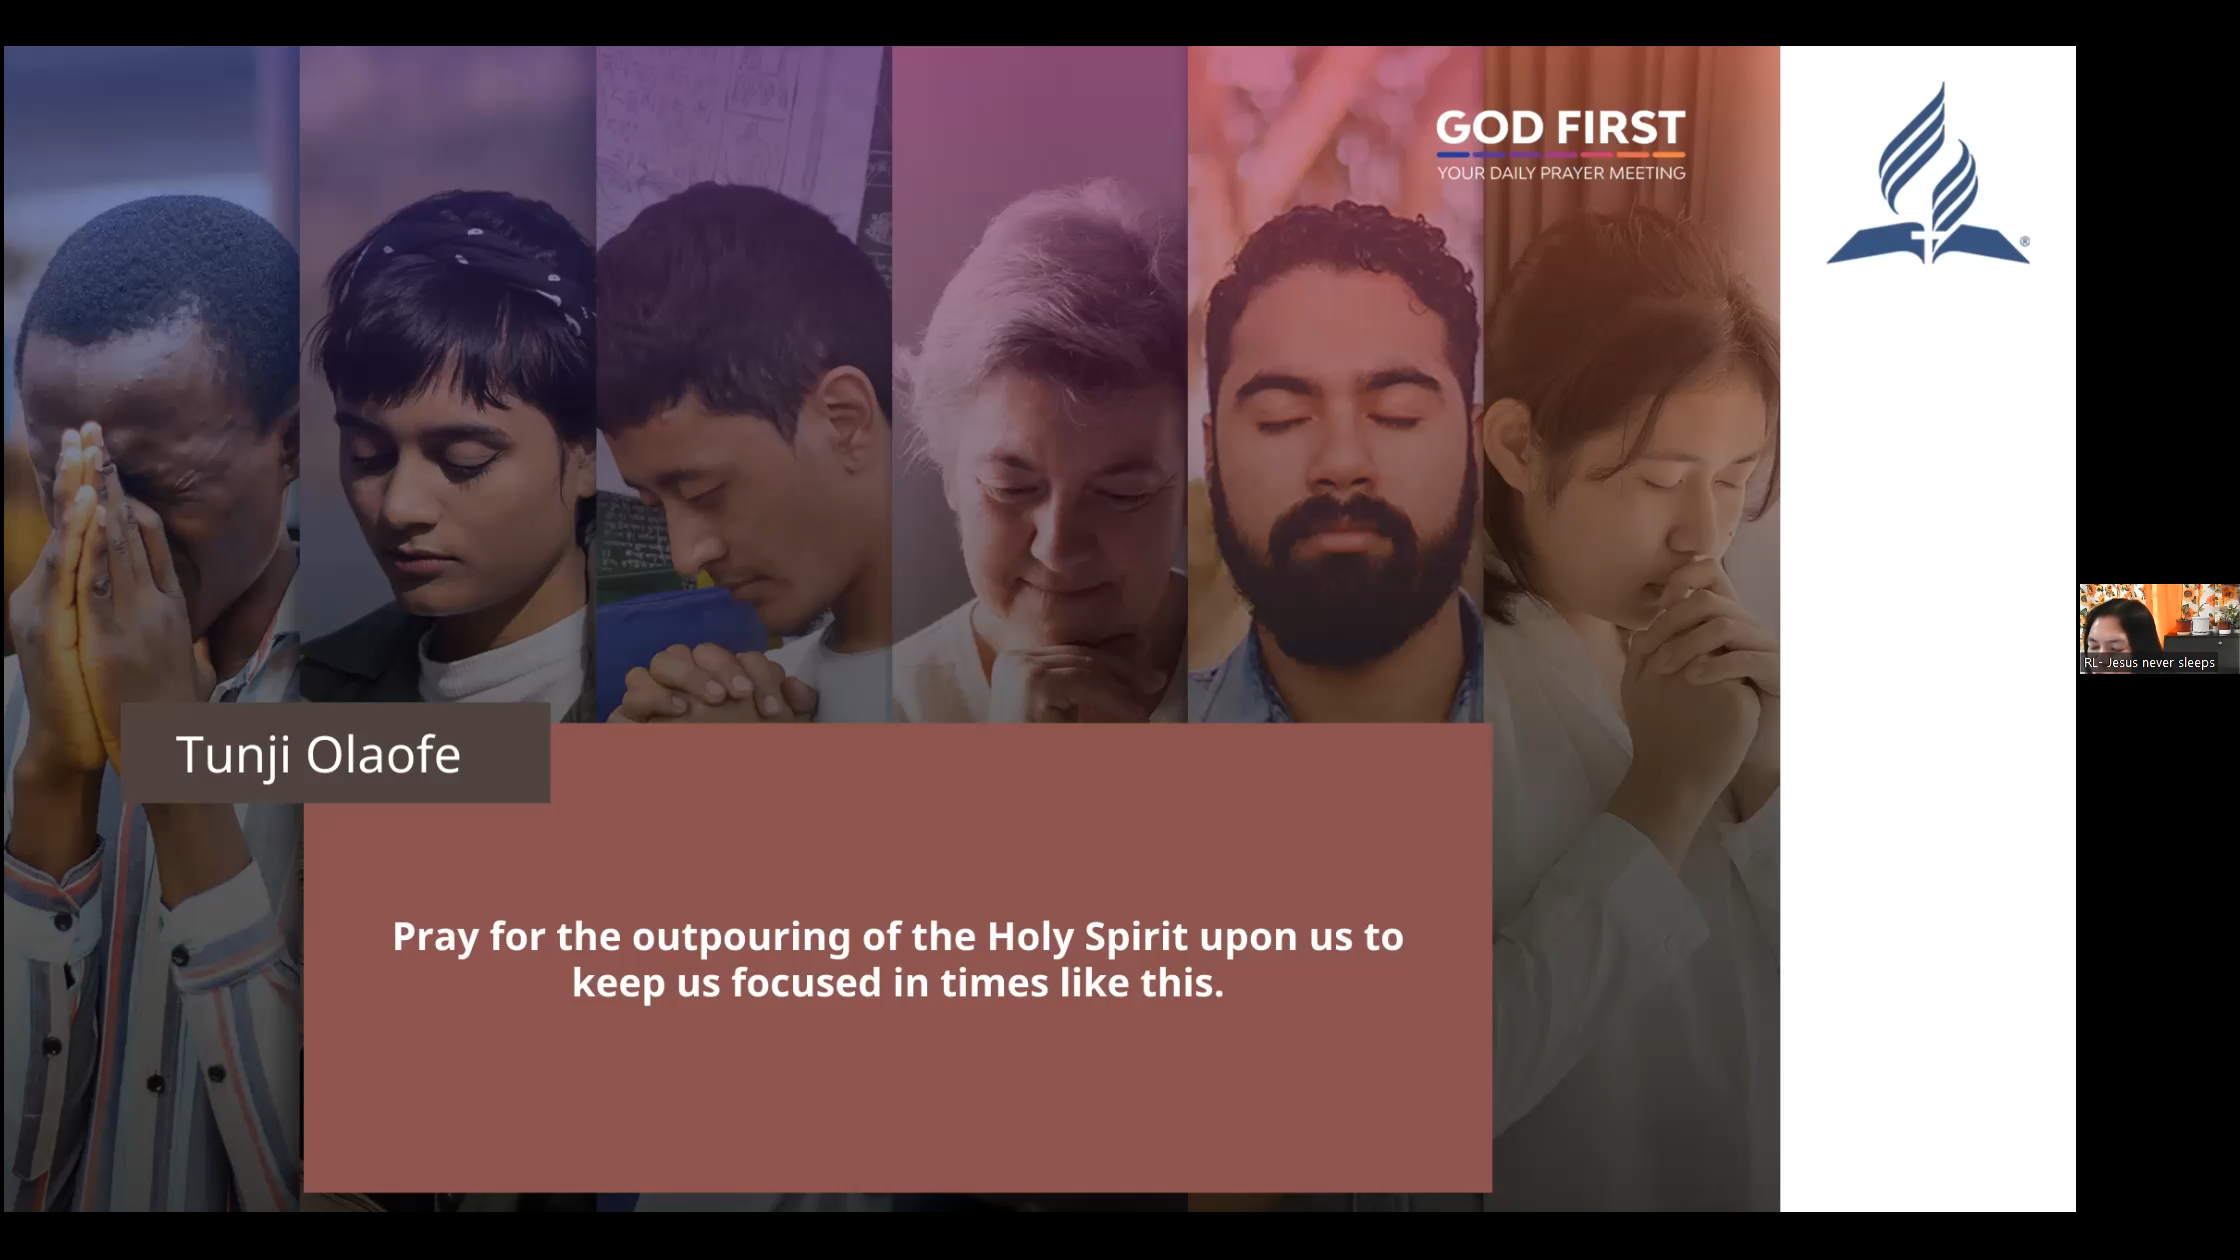 GOD FIRST
YOUR DAILY PRAYER MEETING
®
RL- Jesus never sleeps
Tunji Olaofe
Pray for the outpouring of the Holy Spirit upon us to
keep us focused in times like this.